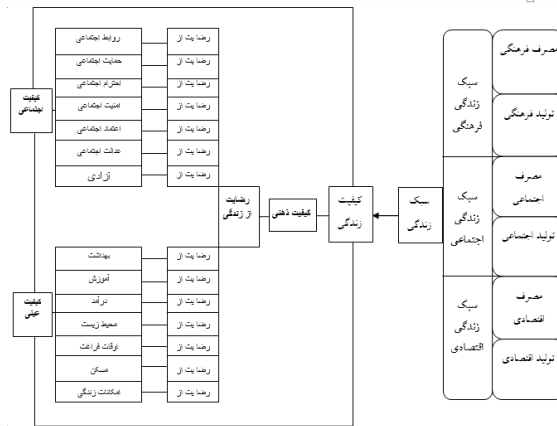 مصرف فرهنگی
تولید فرهنگی
سبک
زندگی
فرهنگی
مصرف
اجتماعی
تولید اجتماعی
سبک
زندگی
اجتماعی
مصرف
اقتصادی
تولید اقتصادی
سبک
زندگی
اقتصادی
سبک
زندگی
کیفیت
زندگی
کیفیت ذهنی
رضایت
از زندگی
رضایت از
روابط اجتماعی
رضایت از
حمایت اجتماعی
رضایت از
احترام اجتماعی
رضایت از
امنیت اجتماعی
رضایت از
اعتماد اجتماعی
رضایت از
عدالت اجتماعی
رضایت از
آزادی
کیفیت
اجتماعی
رضایت از
بهداشت
رضایت از
آموزش
رضایت از
درآمد
رضایت از
محیط زیست
رضایت از
اوقات فراغت
رضایت از
مسکن
رضایت از
امکانات زندگی
کیفیت
عینی